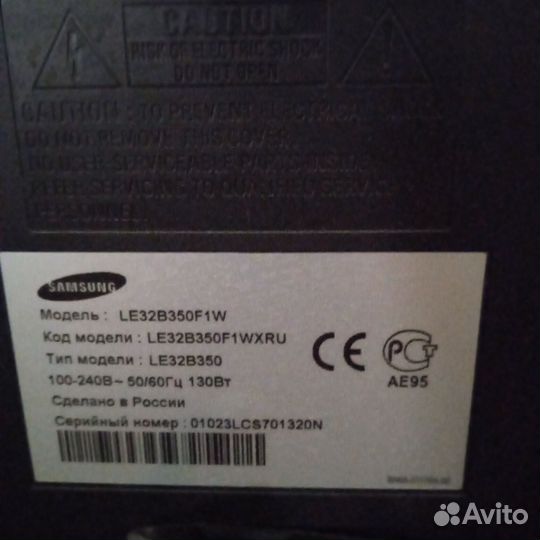 CAUTION
RISK OF ELECTRIC SHOCK
DO NOT OPEN
CAUTION : TO PREVENT ELECTRICAL
DO NOT REMOVE THIS COVER.
NO USER SERVICEABLE PARTS INSIDE
REFER SERVICING TO QUALIFIED SERVICE
PERSONNEL
SAMSUNG
Модель : LE32B350F1W
Код модели : LE32B350F1WXRU
Тип модели : LE32B350
100-240В~ 50/60Гц 130Вт
Сделано в России
Серийный номер : 01023LCS701320N
CE PCT
AE95
Avito